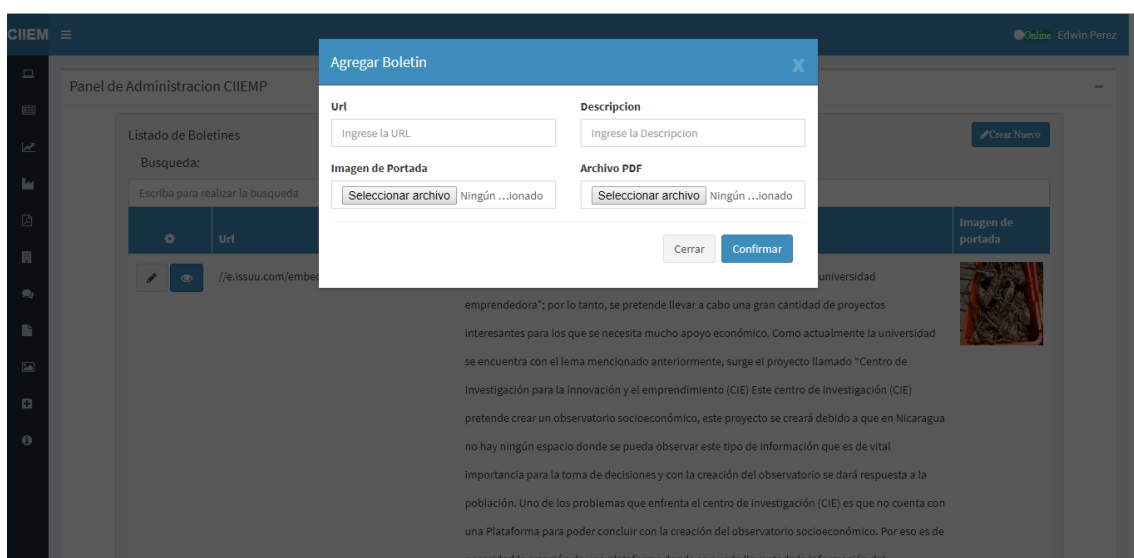 CIIEM
Online Edwin Perez
Agregar Boletin
X
Panel de Administracion CIIEMP
Url
Descripcion
Ingrese la URL
Ingrese la Descripcion
Listado de Boletines
Crear Nuevo
Busqueda:
Imagen de Portada
Archivo PDF
Escriba para realizar la busqueda
Seleccionar archivo Ningún …ionado
Seleccionar archivo Ningún …ionado
Url
Imagen de
portada
Cerrar
Confirmar
//e.issuu.com/embed
universidad
emprendedora"; por lo tanto, se pretende llevar a cabo una gran cantidad de proyectos
interesantes para los que se necesita mucho apoyo económico. Como actualmente la universidad
se encuentra con el lema mencionado anteriormente, surge el proyecto llamado "Centro de
Investigación para la innovación y el emprendimiento (CIE) Este centro de Investigación (CIE)
pretende crear un observatorio socioeconómico, este proyecto se creará debido a que en Nicaragua
no hay ningún espacio donde se pueda observar este tipo de información que es de vital
importancia para la toma de decisiones y con la creación del observatorio se dará respuesta a la
población. Uno de los problemas que enfrenta el centro de investigación (CIE) es que no cuenta con
una Plataforma para poder concluir con la creación del observatorio socioeconómico. Por eso es de